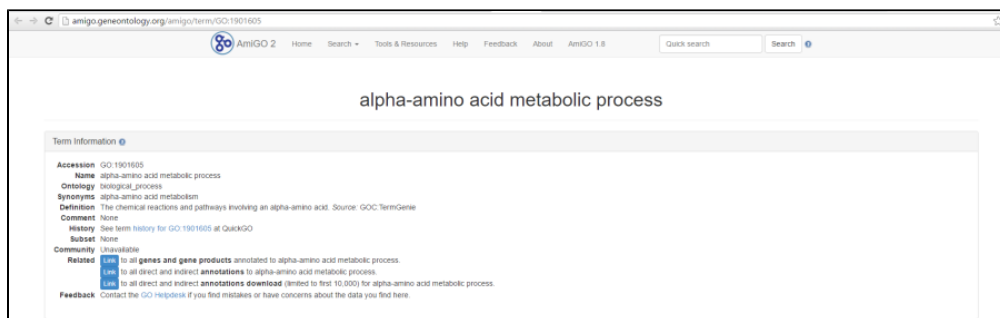 amigo.geneontology.org/amigo/term/GO:1901605
go AmiGO 2 Home Search Tools & Resources Help Feedback About AmiGO 1.8 Quick search Search
alpha-amino acid metabolic process
Term Information
Accession GO:1901605
Name alpha-amino acid metabolic process
Ontology biological_process
Synonyms alpha-amino acid metabolism
Definition The chemical reactions and pathways involving an alpha-amino acid. Source: GOC:TermGenie
Comment None
History See term history for GO:1901605 at QuickGO
Subset None
Community Unavailable
Related Link to all genes and gene products annotated to alpha-amino acid metabolic process.
Link to all direct and indirect annotations to alpha-amino acid metabolic process.
Link to all direct and indirect annotations download (limited to first 10,000) for alpha-amino acid metabolic process.
Feedback Contact the GO Helpdesk if you find mistakes or have concerns about the data you find here.